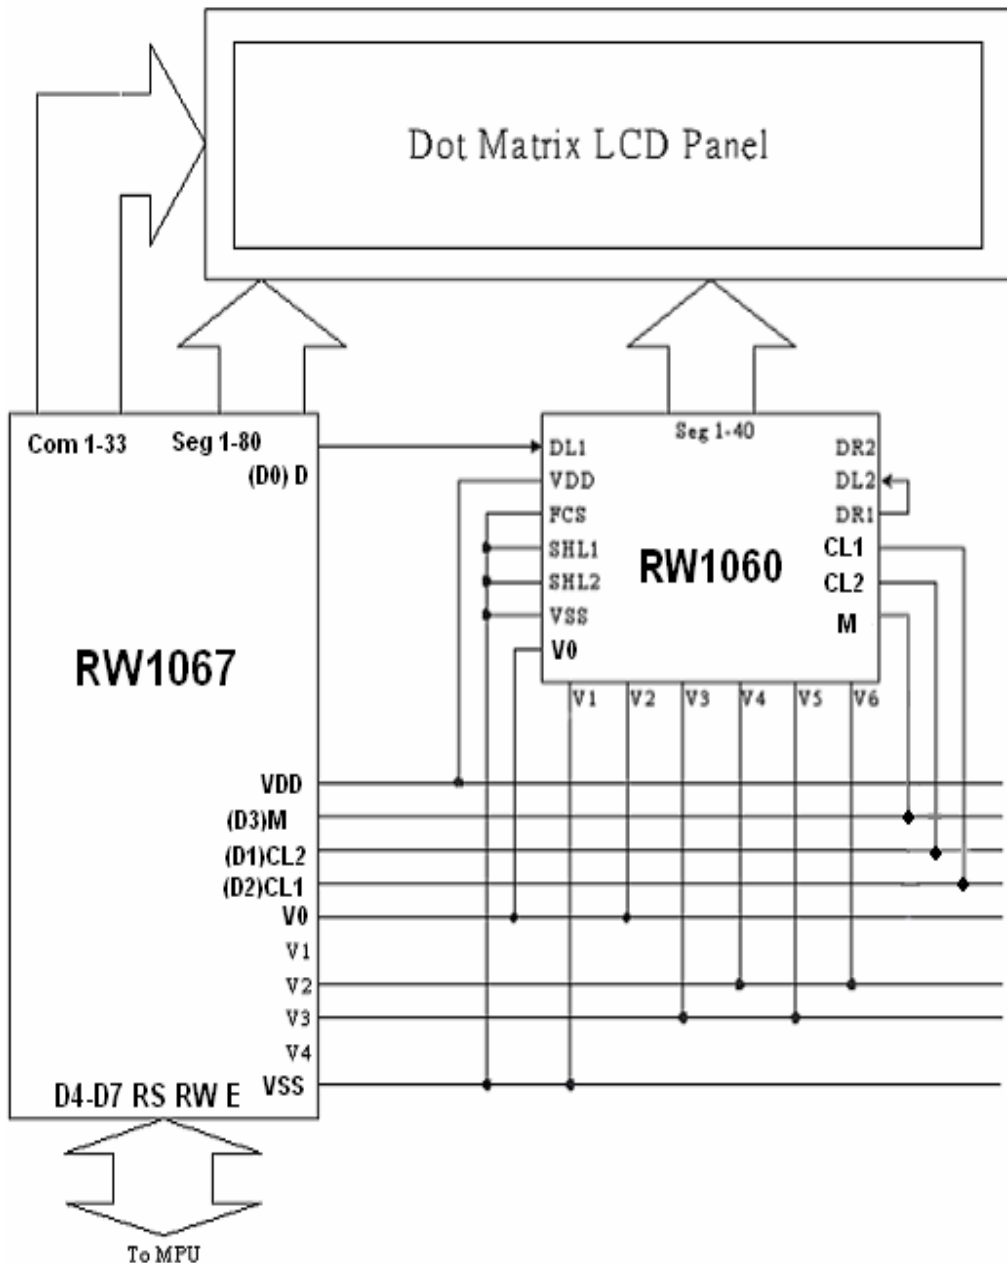 Dot Matrix LCD Panel
Com 1-33
Seg 1-80
(D0) D
RW1067
VDD
(D3)M
(D1)CL2
(D2)CL1
V0
V1
V2
V3
V4
VSS
D4-D7 RS RW E
To MPU
Seg 1-40
DL1
VDD
FCS
SHL1
SHL2
VSS
V0
RW1060
DR2
DL2
DR1
CL1
CL2
M
V1
V2
V3
V4
V5
V6